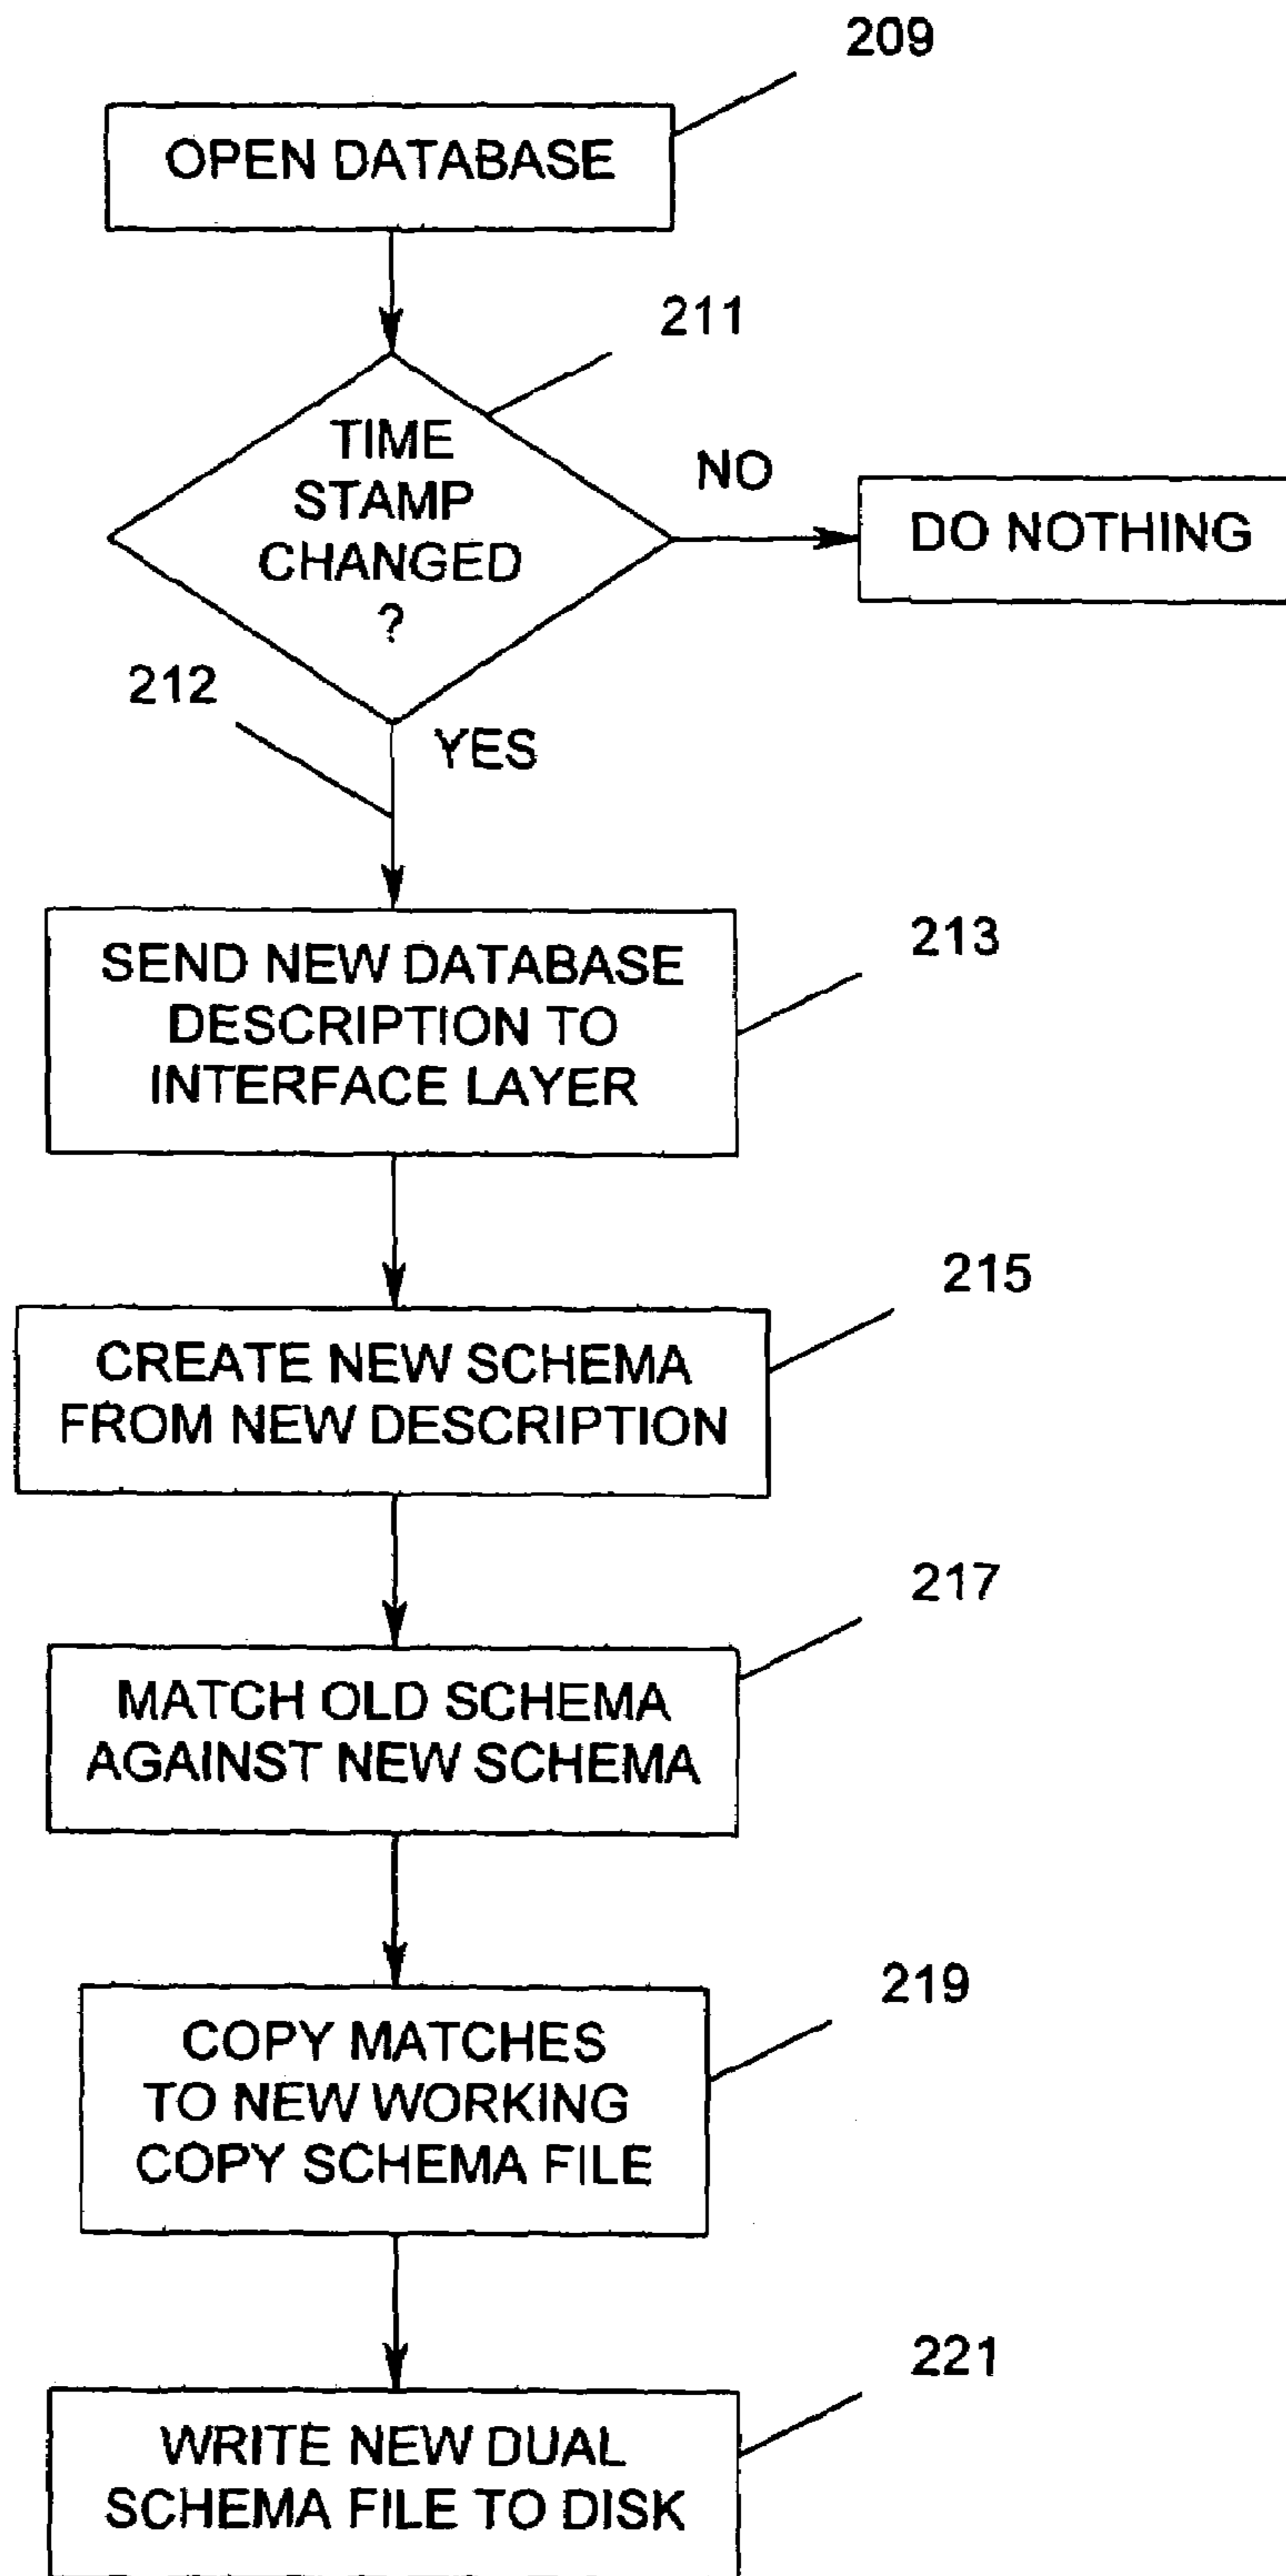 209
OPEN DATABASE
211
TIME
STAMP
CHANGED
?
NO
DO NOTHING
212
YES
213
SEND NEW DATABASE
DESCRIPTION TO
INTERFACE LAYER
215
CREATE NEW SCHEMA
FROM NEW DESCRIPTION
217
MATCH OLD SCHEMA
AGAINST NEW SCHEMA
219
COPY MATCHES
TO NEW WORKING
COPY SCHEMA FILE
221
WRITE NEW DUAL
SCHEMA FILE TO DISK